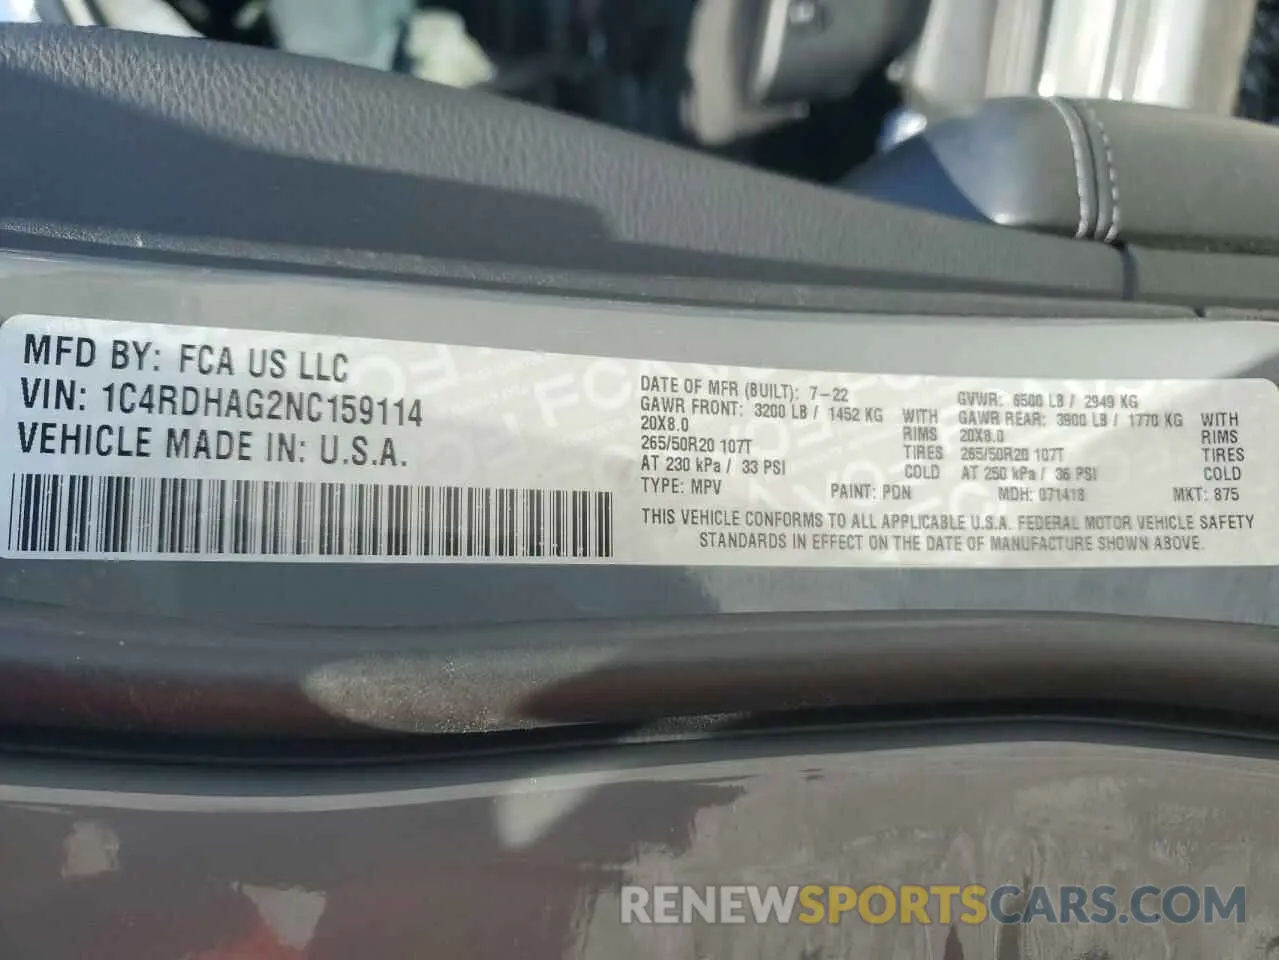 MFD BY: FCA US LLC
VIN: 1C4RDHAG2NC159114
VEHICLE MADE IN: U.S.A.
DATE OF MFR (BUILT): 7-22
GAWR FRONT: 3200 LB / 1452 KG WITH
20X8.0 RIMS
265/50R20 107T TIRES
AT 230 kPa / 33 PSI COLD
GVWR: 6500 LB / 2949 KG
GAWR REAR: 3900 LB / 1770 KG WITH
20X8.0 RIMS
265/50R20 107T TIRES
AT 250 kPa / 36 PSI COLD
TYPE: MPV PAINT: PDN MDH: 071418 MKT: 875
THIS VEHICLE CONFORMS TO ALL APPLICABLE U.S.A. FEDERAL MOTOR VEHICLE SAFETY
STANDARDS IN EFFECT ON THE DATE OF MANUFACTURE SHOWN ABOVE.
RENEWSPORTSCARS.COM